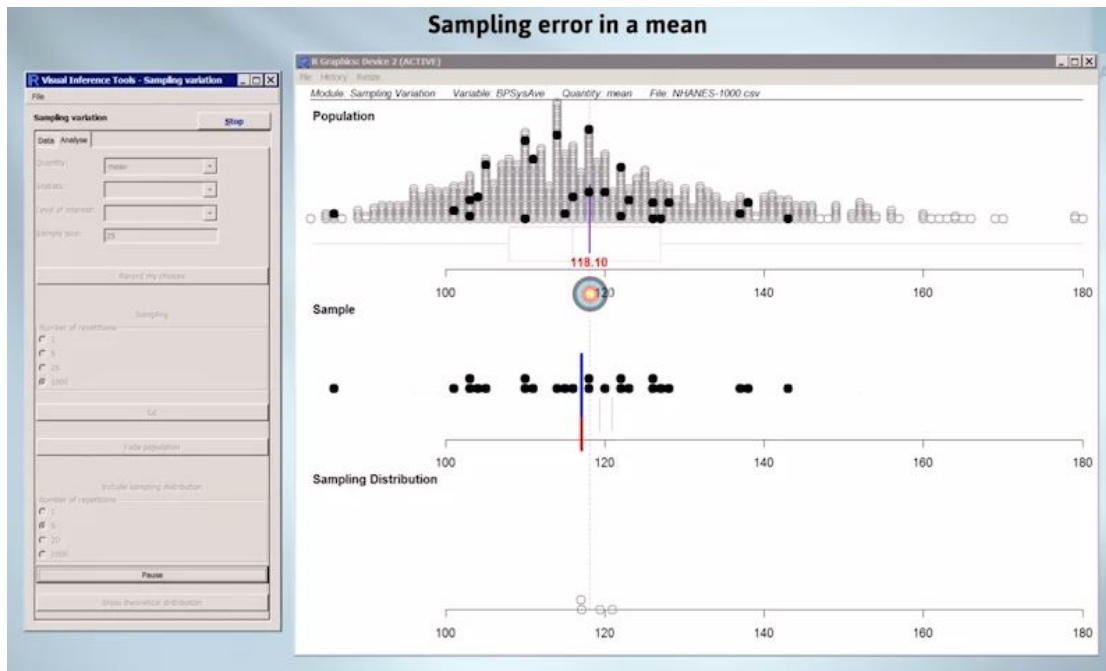 Sampling error in a mean
Visual Inference Tools - Sampling variation
File
Sampling variation
Stop
Data Analyse
Quantity:
mean
Level of interest:
Sample size:
25
Record my choices
Sampling
Number of repetitions
1
5
25
1000
Go
Fade population
Include sampling distribution
Number of repetitions
1
5
20
1000
Pause
Show theoretical distribution
R Graphics: Device 2 (ACTIVE)
File History Resize
Module: Sampling Variation Variable: BPSysAve Quantity: mean File: NHANES-1000.csv
Population
118.10
100 120 140 160 180
Sample
100 120 140 160 180
Sampling Distribution
100 120 140 160 180